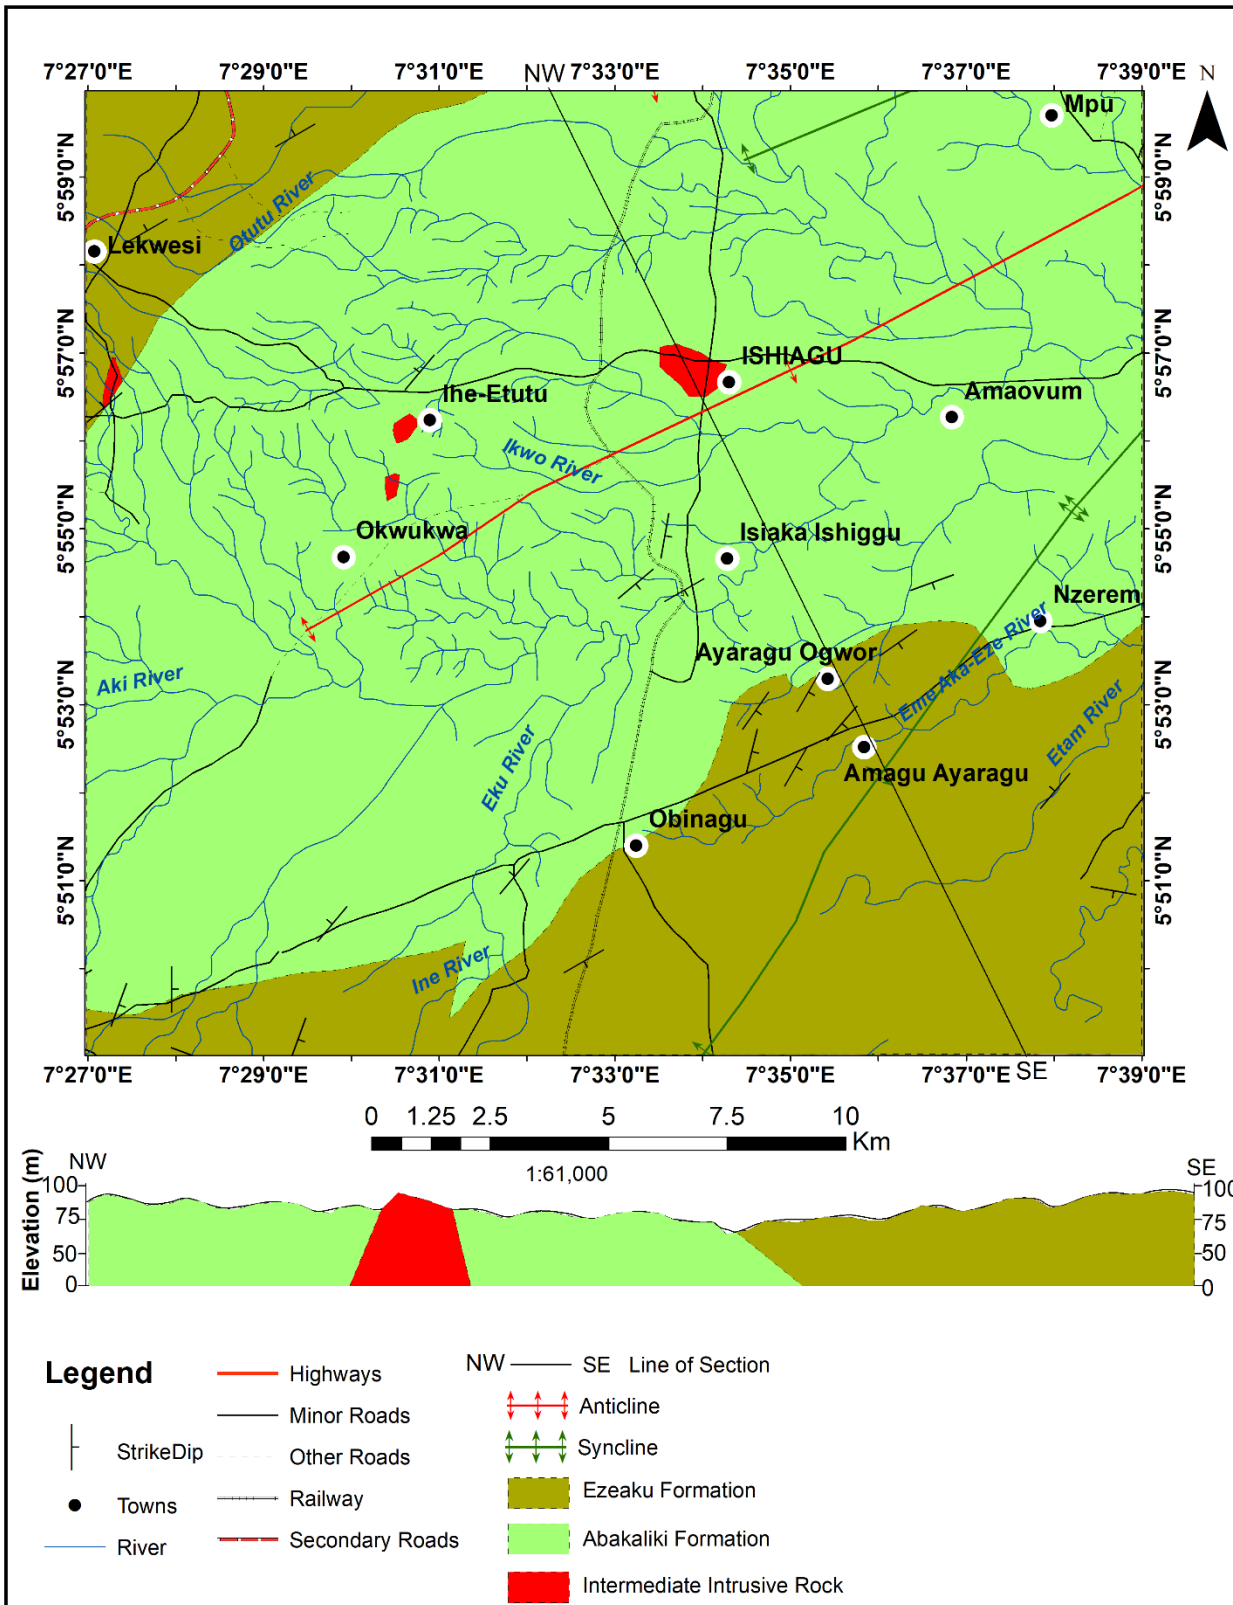 7°27'0"E 7°29'0"E 7°31'0"E NW 7°33'0"E 7°35'0"E 7°37'0"E 7°39'0"E N
Mpu
5°59'0"N 5°59'0"N
Otutu River
Lekwesi
5°57'0"N ISHIAGU 5°57'0"N
Ihe-Etutu Amaovum
Ikwo River
5°55'0"N Okwukwa Isiaka Ishiggu 5°55'0"N
Nzerem
Ayaragu Ogwor
Eme Aka-Eze River
5°53'0"N Aki River 5°53'0"N
Etam River
Eku River
Amagu Ayaragu
Obinagu
5°51'0"N 5°51'0"N
Ine River
7°27'0"E 7°29'0"E 7°31'0"E 7°33'0"E 7°35'0"E 7°37'0"E SE 7°39'0"E
0 1.25 2.5 5 7.5 10
Km
1:61,000
NW SE
Elevation (m)
100 100
75 75
50 50
0 0
Legend
StrikeDip
Towns
River
Highways
Minor Roads
Other Roads
Railway
Secondary Roads
NW SE Line of Section
Anticline
Syncline
Ezeaku Formation
Abakaliki Formation
Intermediate Intrusive Rock